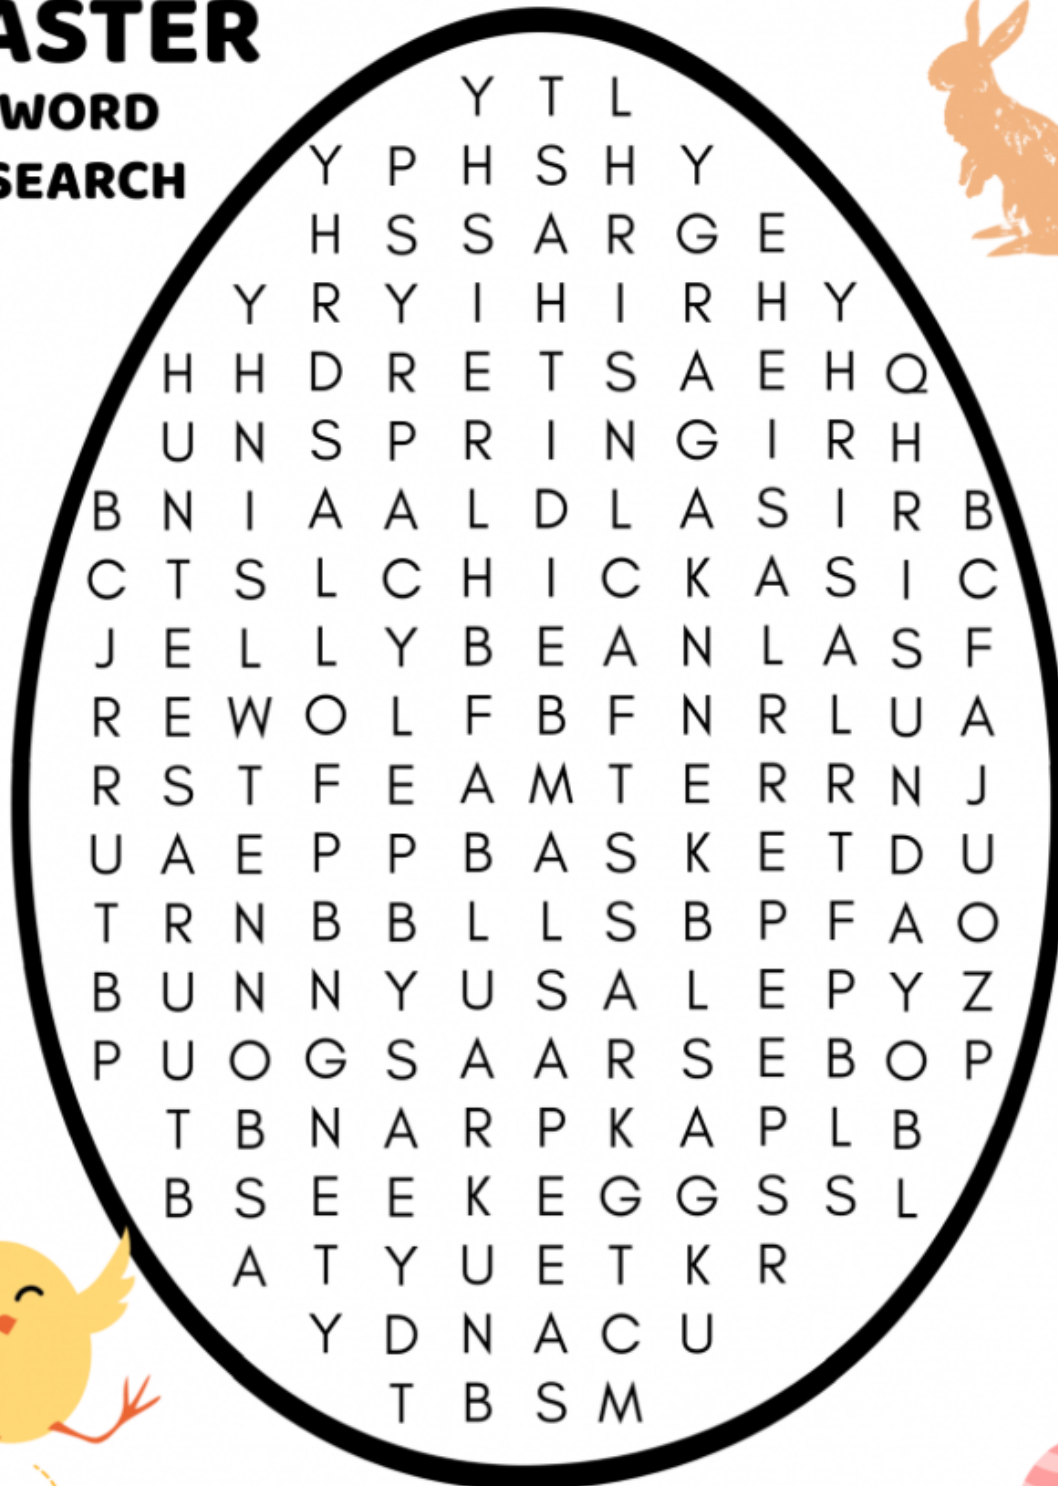 ASTER
WORD
SEARCH
Y T L
Y P H S H Y
H S S A R G E
Y R Y I H I R H Y
H H D R E T S A E H Q
U N S P R I N G I R H
B N I A A L D L A S I R B
C T S L C H I C K A S I C
J E L L Y B E A N L A S F
R E W O L F B F N R L U A
R S T F E A M T E R R N J
U A E P P B A S K E T D U
T R N B B L L S B P F A O
B U N N Y U S A L E P Y Z
P U O G S A A R S E B O P
T B N A R P K A P L B
B S E E K E G G S S L
A T Y U E T K R
Y D N A C U
T B S M